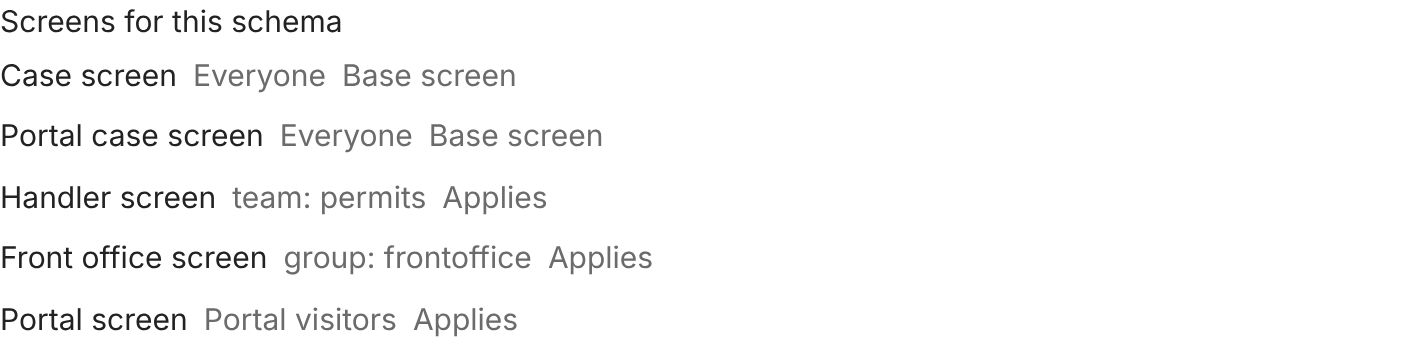 Screens for this schema
Case screen Everyone Base screen
Portal case screen Everyone Base screen
Handler screen team: permits Applies
Front office screen group: frontoffice Applies
Portal screen Portal visitors Applies